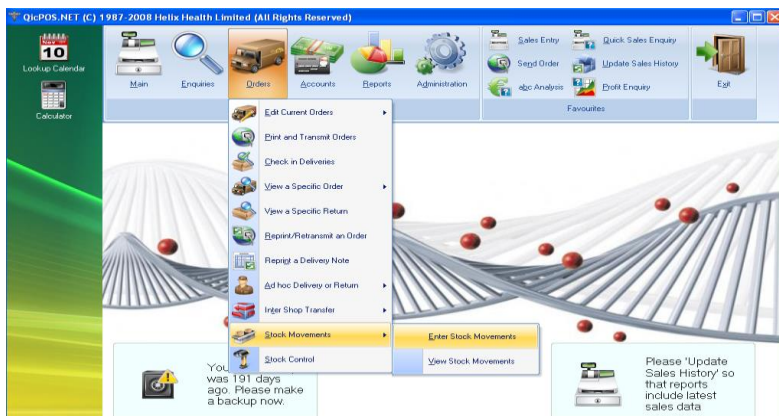 QicPOS.NET (C) 1987-2008 Helix Health Limited (All Rights Reserved)
10
Lookup Calendar
Calculator
Main
Enquiries
Orders
Accounts
Reports
Administration
Sales Entry
Send Order
abc Analysis
Quick Sales Enquiry
Update Sales History
Profit Enquiry
Favourites
Exit
Edit Current Orders
Print and Transmit Orders
Check in Deliveries
View a Specific Order
View a Specific Return
Reprint/Retransmit an Order
Reprint a Delivery Note
Ad hoc Delivery or Return
Inter Shop Transfer
Stock Movements
Stock Control
Enter Stock Movements
View Stock Movements
was 191 days
ago. Please make
a backup now.
Please 'Update
Sales History' so
that reports
include latest
sales data